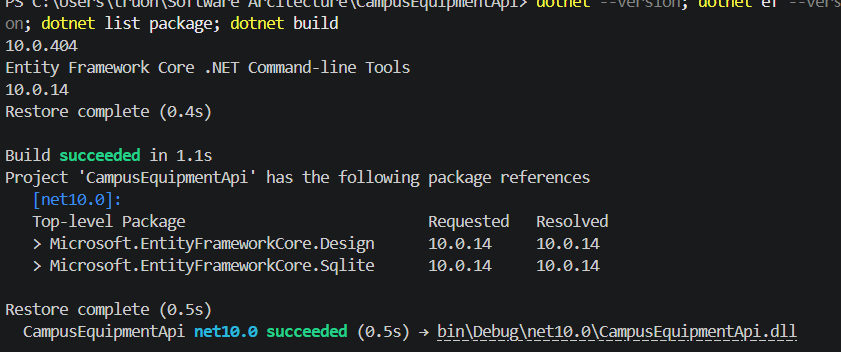 PS C:\Users\truon\Software Arcitecture\CampusEquipmentApi> dotnet --version; dotnet ef --versi
on; dotnet list package; dotnet build
10.0.404
Entity Framework Core .NET Command-line Tools
10.0.14
Restore complete (0.4s)
Build succeeded in 1.1s
Project 'CampusEquipmentApi' has the following package references
[net10.0]:
Top-level Package Requested Resolved
> Microsoft.EntityFrameworkCore.Design 10.0.14 10.0.14
> Microsoft.EntityFrameworkCore.Sqlite 10.0.14 10.0.14
Restore complete (0.5s)
CampusEquipmentApi net10.0 succeeded (0.5s) → bin\Debug\net10.0\CampusEquipmentApi.dll